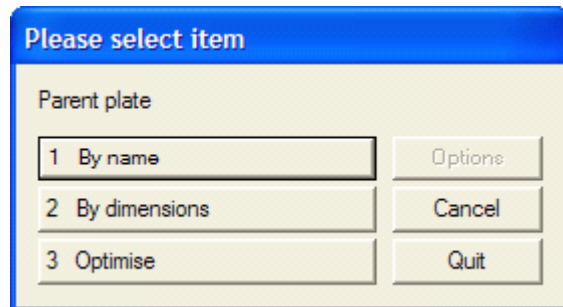 Please select item
Parent plate
1 By name
Options
2 By dimensions
Cancel
3 Optimise
Quit